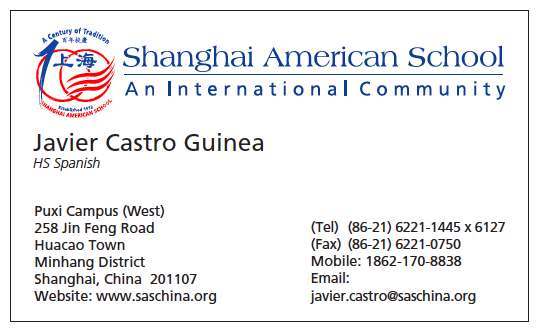 A Century of Tradition
百年校慶
上海
Established 1912
SHANGHAI AMERICAN SCHOOL
Shanghai American School
An International Community
Javier Castro Guinea
HS Spanish
Puxi Campus (West)
258 Jin Feng Road
Huacao Town
Minhang District
Shanghai, China 201107
Website: www.saschina.org
(Tel) (86-21) 6221-1445 x 6127
(Fax) (86-21) 6221-0750
Mobile: 1862-170-8838
Email:
javier.castro@saschina.org